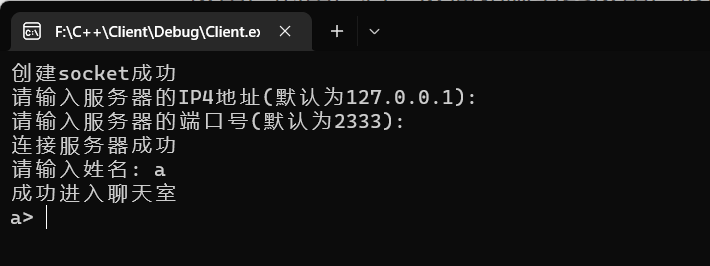 F:\C++\Client\Debug\Client.ex
创建socket成功
请输入服务器的IP4地址(默认为127.0.0.1):
请输入服务器的端口号(默认为2333):
连接服务器成功
请输入姓名: a
成功进入聊天室
a>